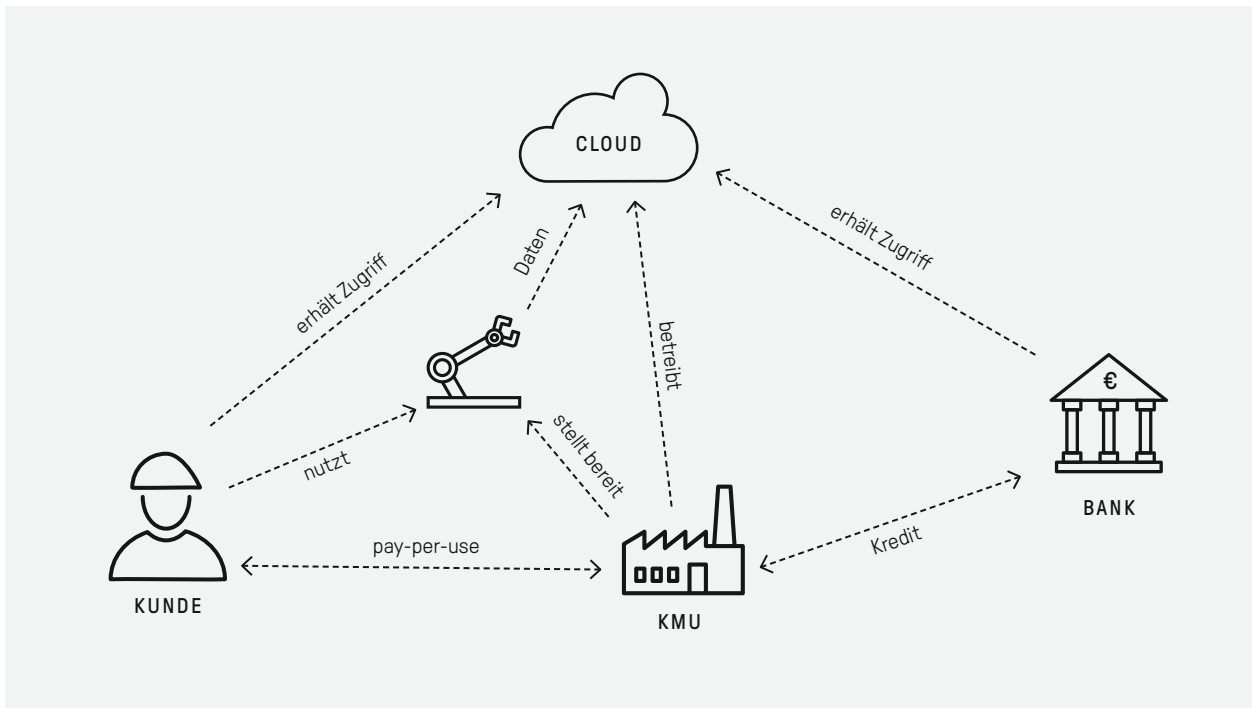 CLOUD
erhält Zugriff
Daten
erhält Zugriff
betreibt
€
stellt bereit
nutzt
BANK
pay-per-use
Kredit
KUNDE
KMU